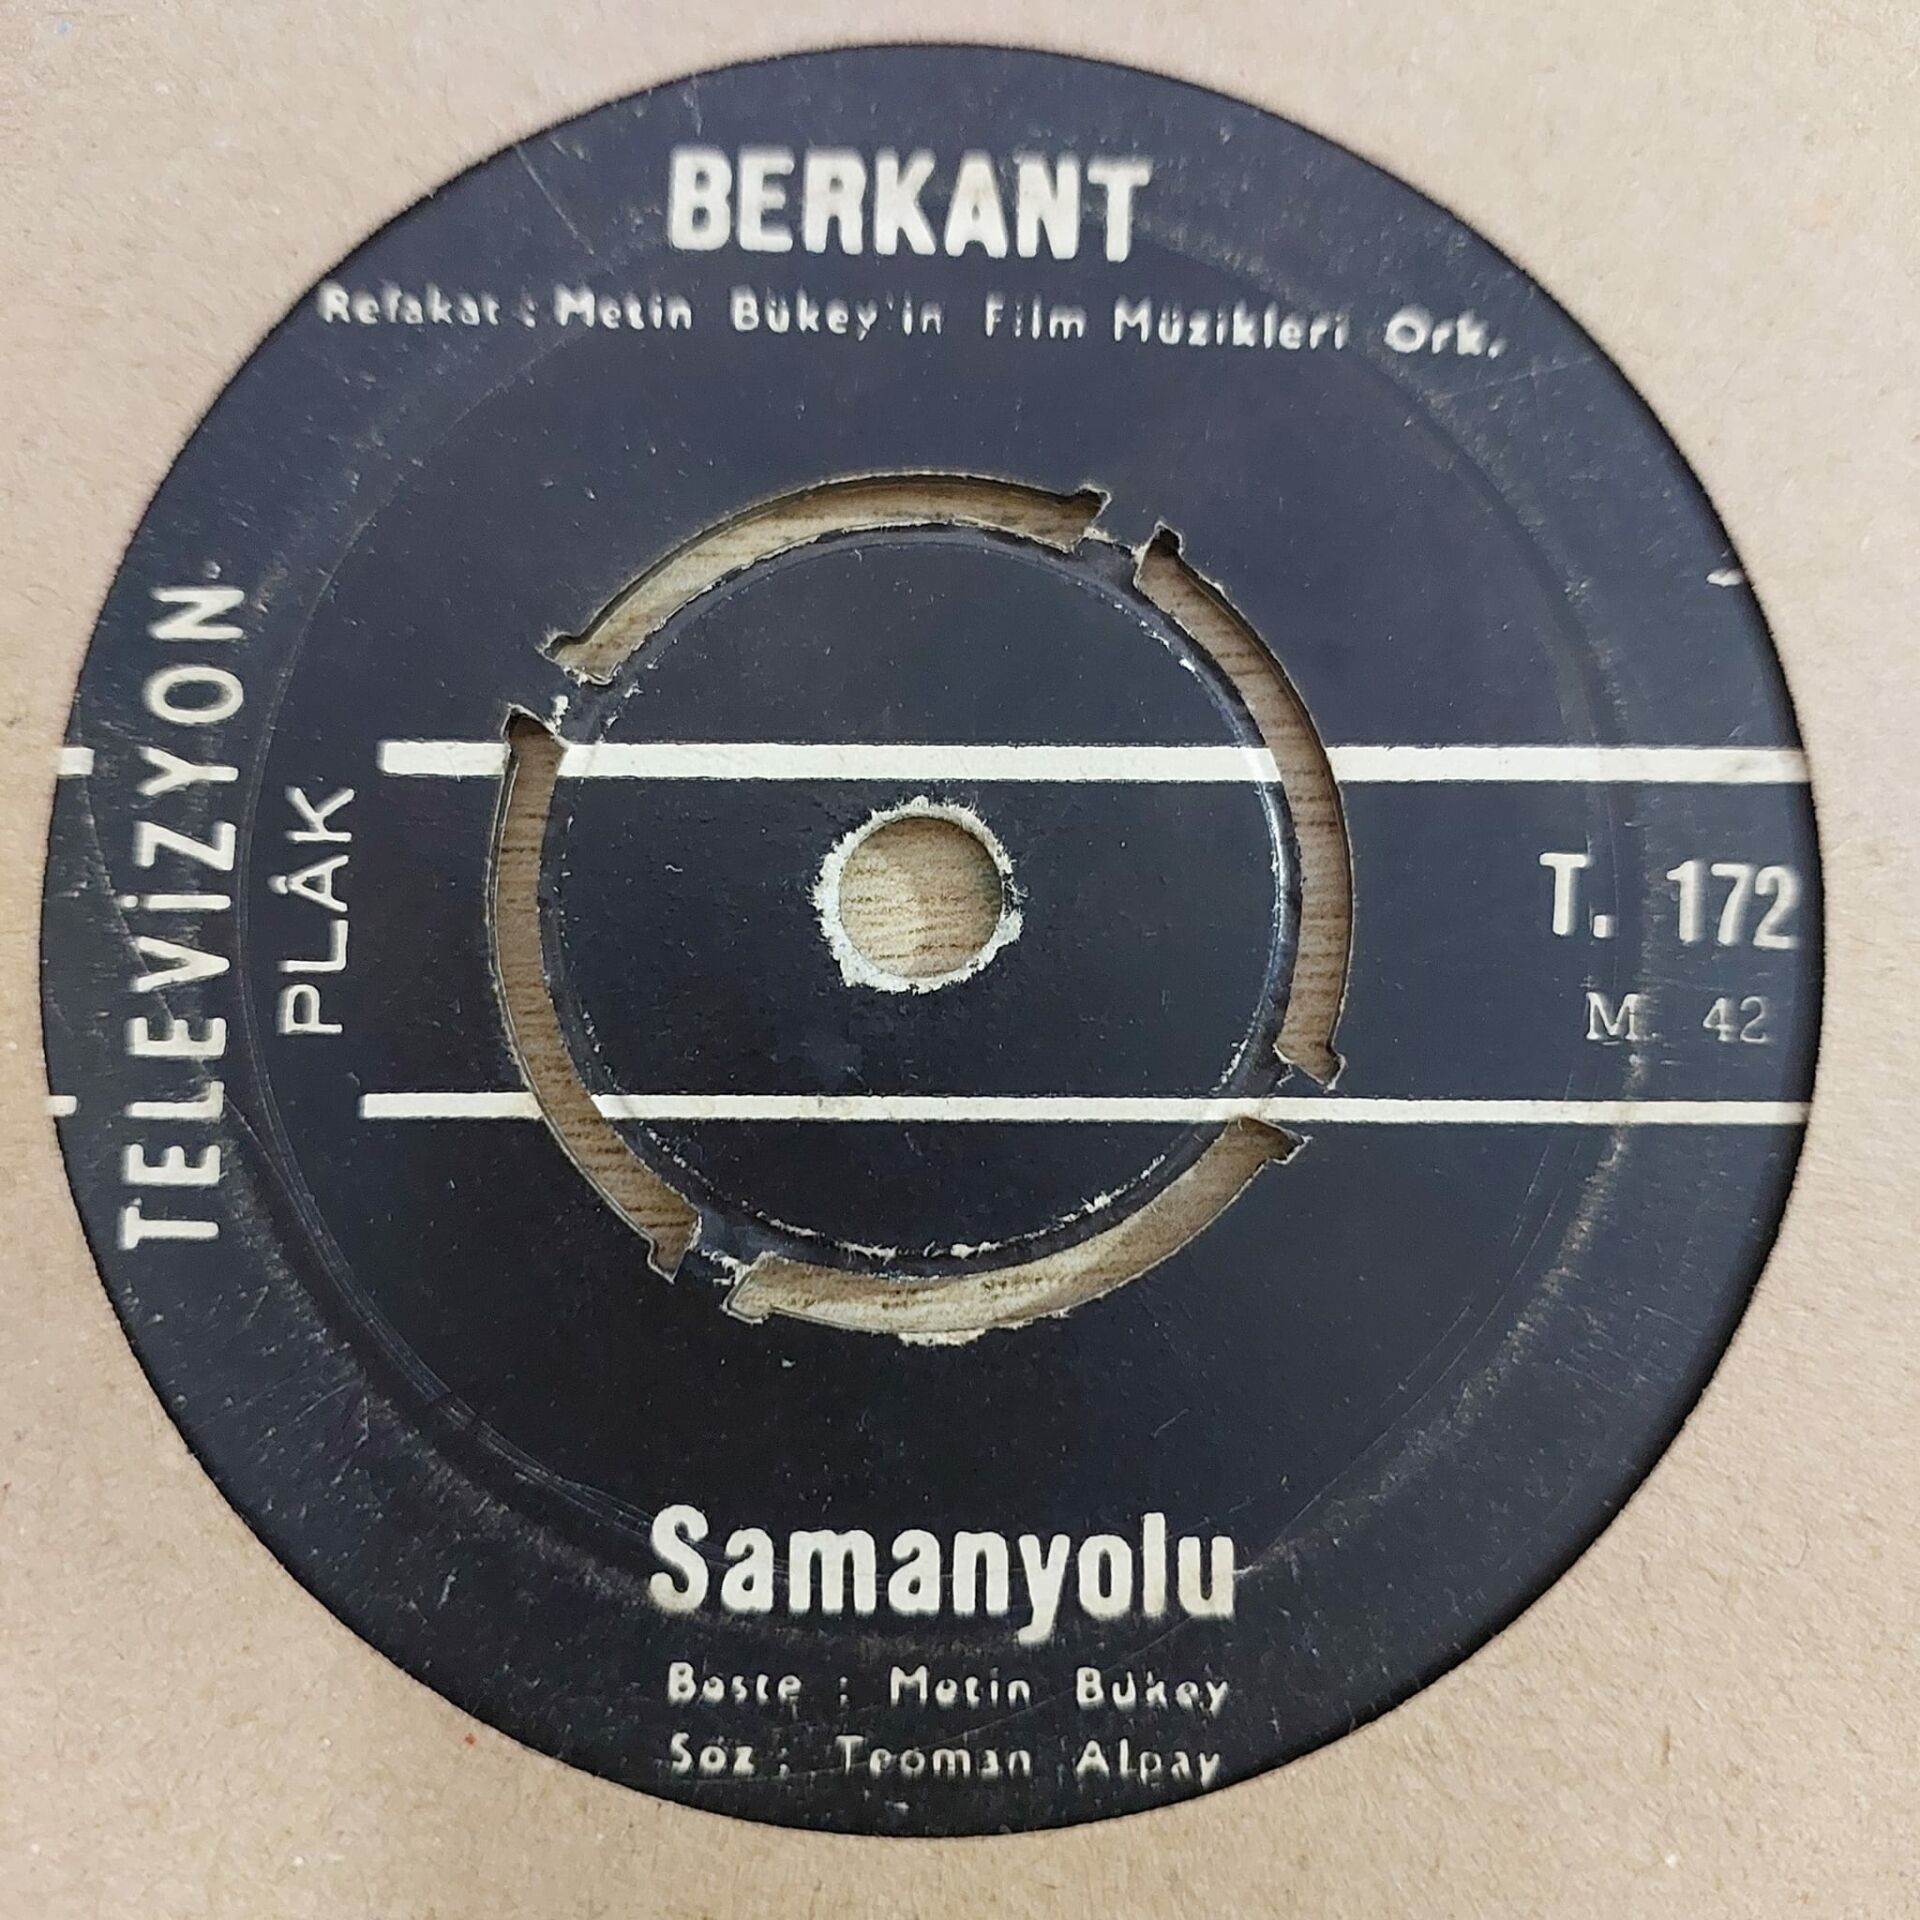 BERKANT
Refakat : Metin Bükey'in Film Müzikleri Ork.
TELEVİZYON
PLÂK
T. 172
M. 42
Samanyolu
Beste : Metin Bükey
Söz : Teoman Alpay